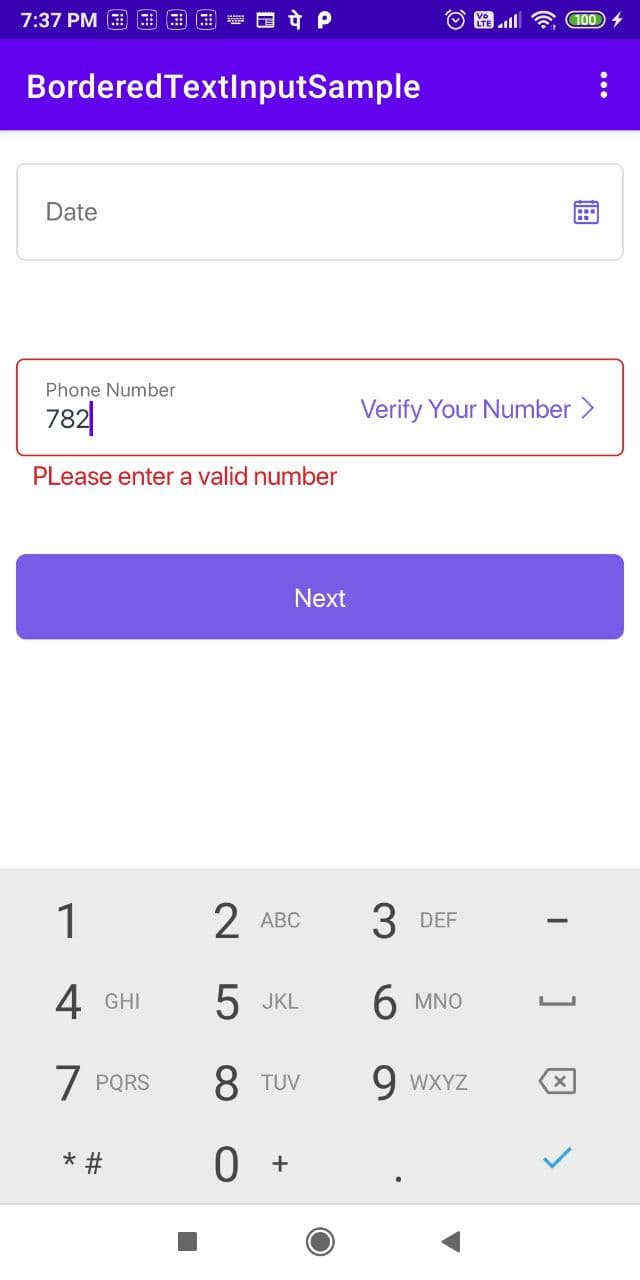 7:37 PM पे P Vo LTE 100
BorderedTextInputSample
Date
Phone Number
782
Verify Your Number
PLease enter a valid number
Next
1 2 ABC 3 DEF -
4 GHI 5 JKL 6 MNO
7 PQRS 8 TUV 9 WXYZ
* # 0 + .